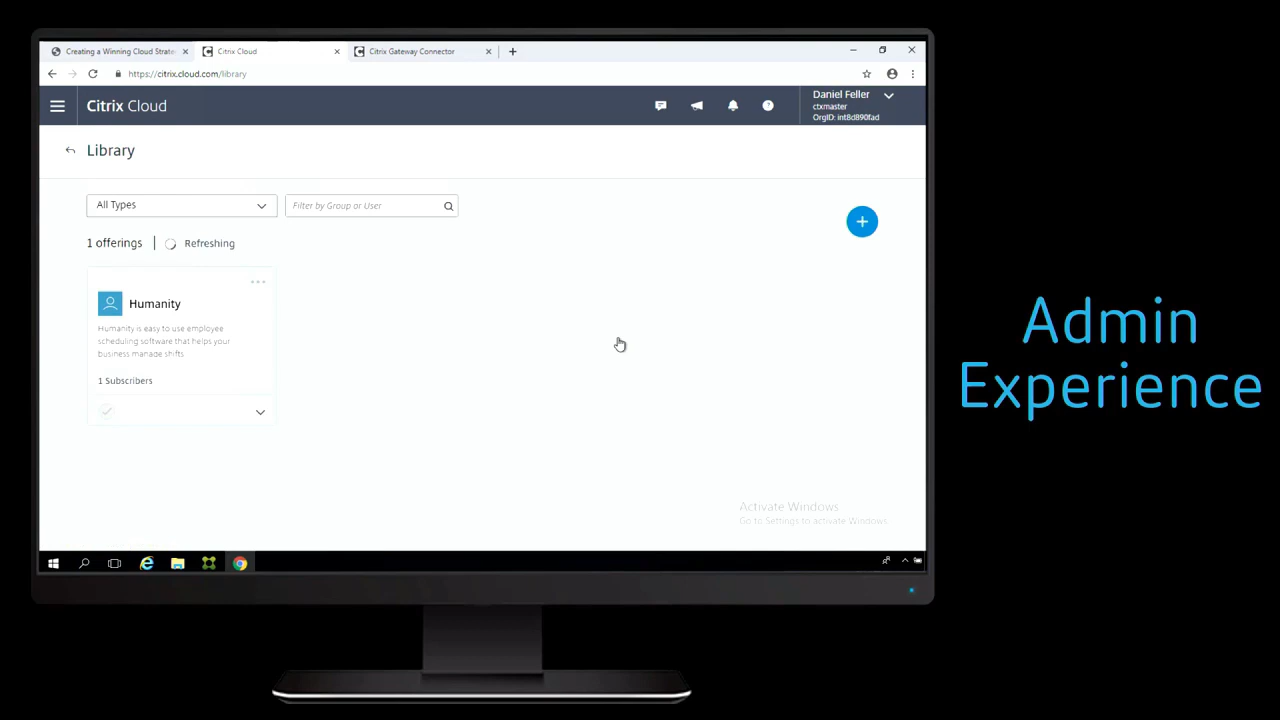 Creating a Winning Cloud Strate
Citrix Cloud
Citrix Gateway Connector
https://citrix.cloud.com/library
Citrix Cloud
Daniel Feller
ctxmaster
OrgID: int8d890fad
Library
All Types
Filter by Group or User
1 offerings
Refreshing
Humanity
Humanity is easy to use employee
scheduling software that helps your
business manage shifts
1 Subscribers
Activate Windows
Go to Settings to activate Windows.
Admin
Experience